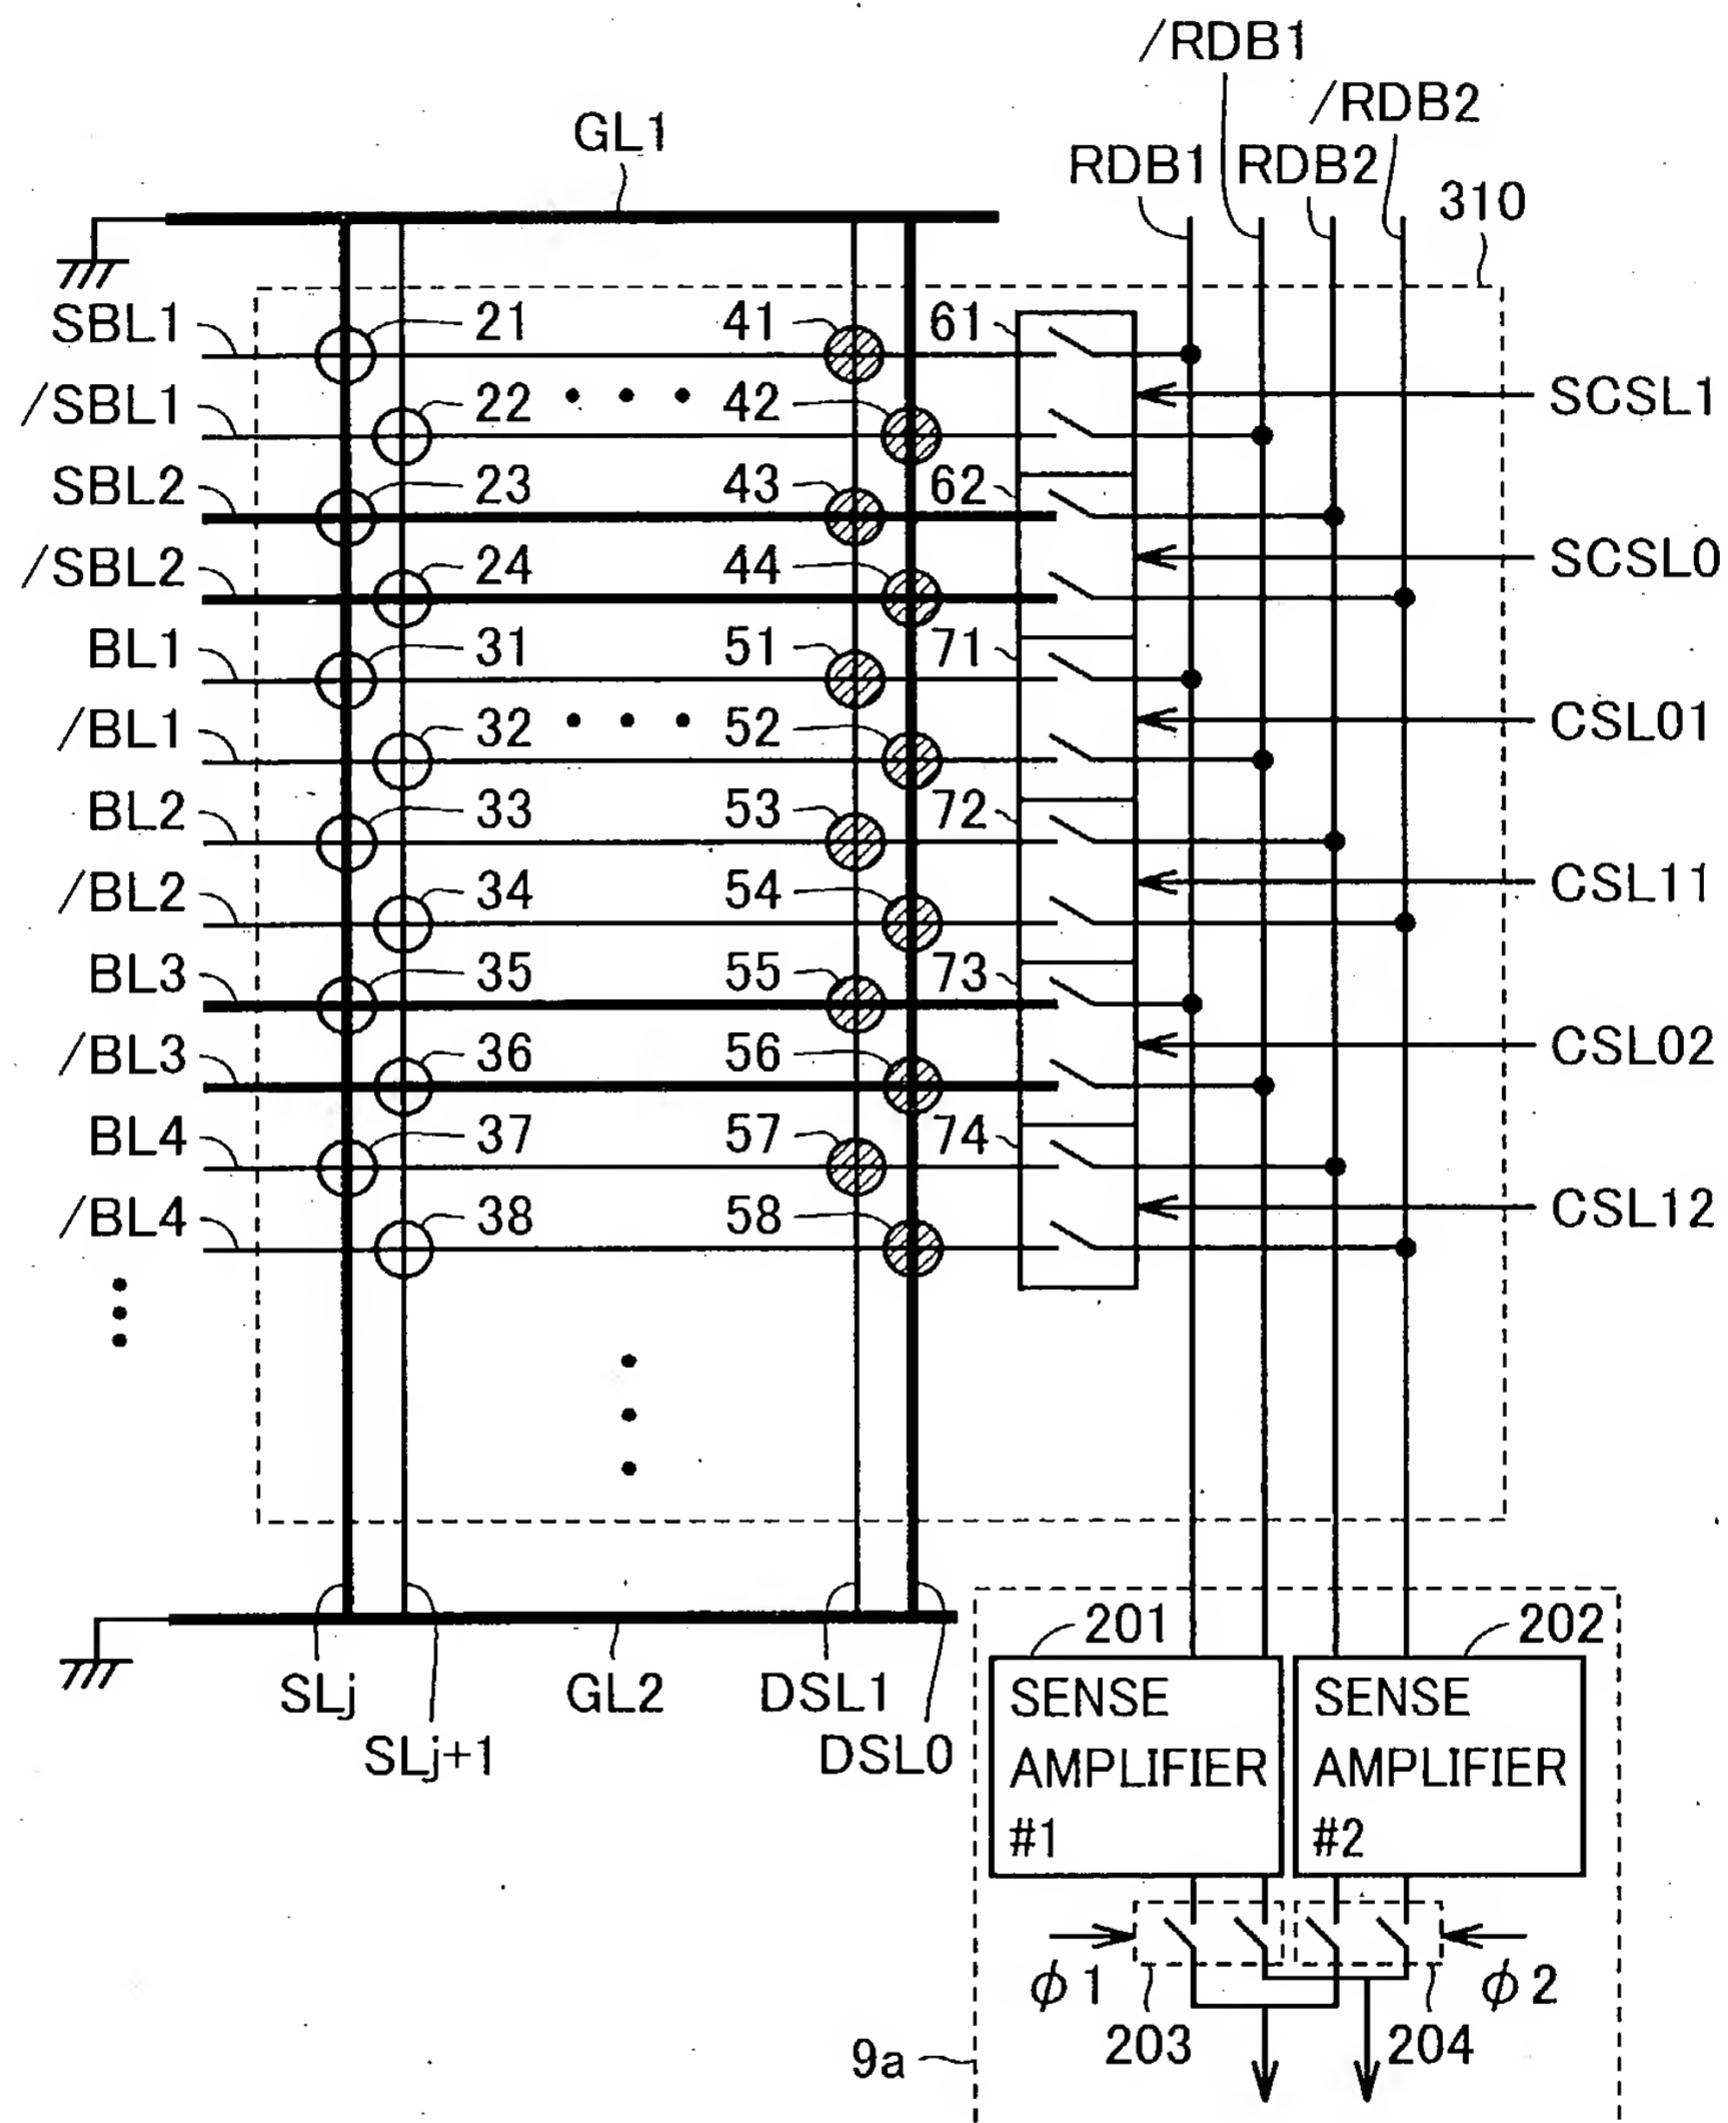 /RDB1
/RDB2
GL1
RDB1
RDB2
310
SBL1
21
41
61
/SBL1
22
42
SCSL1
SBL2
23
43
62
/SBL2
24
44
SCSL0
BL1
31
51
71
/BL1
32
52
CSL01
BL2
33
53
72
/BL2
34
54
CSL11
BL3
35
55
73
/BL3
36
56
CSL02
BL4
37
57
74
/BL4
38
58
CSL12
201
202
SLj
GL2
DSL1
SLj+1
DSL0
SENSE
AMPLIFIER
#1
SENSE
AMPLIFIER
#2
φ1
φ2
203
204
9a